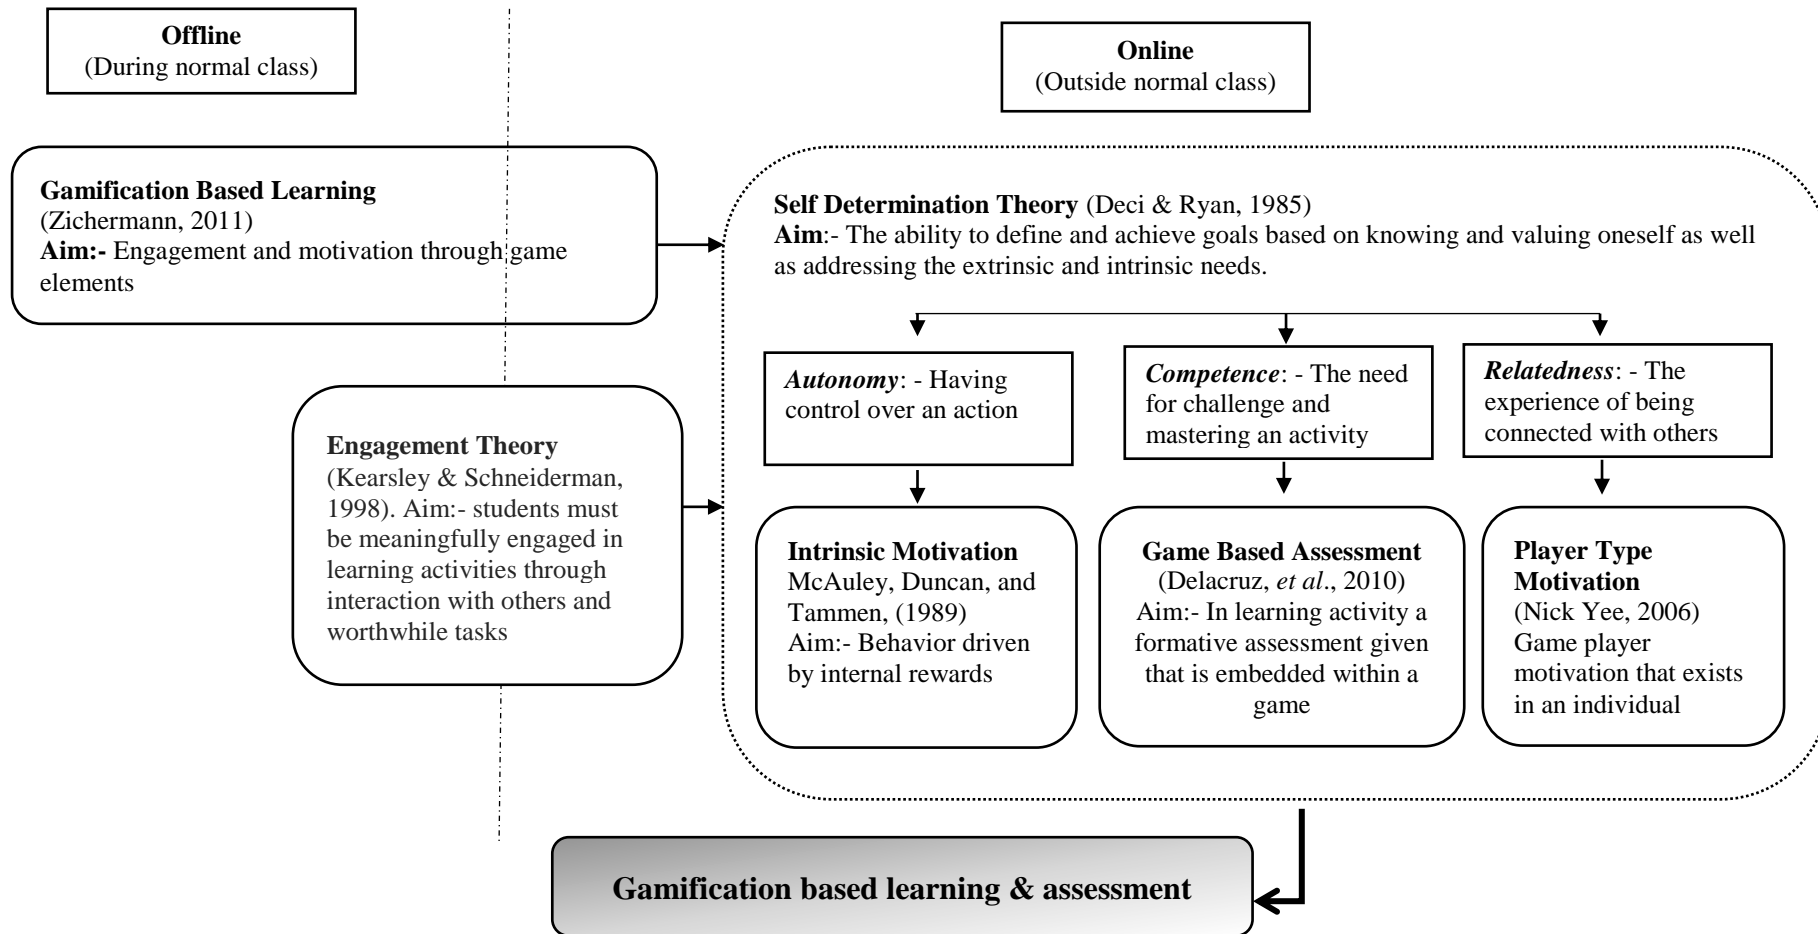 Offline
(During normal class)
Online
(Outside normal class)
Gamification Based Learning
(Zichermann, 2011)
Aim:- Engagement and motivation through game
elements
Self Determination Theory (Deci & Ryan, 1985)
Aim:- The ability to define and achieve goals based on knowing and valuing oneself as well
as addressing the extrinsic and intrinsic needs.
Autonomy: - Having
control over an action
Competence: - The need
for challenge and
mastering an activity
Relatedness: - The
experience of being
connected with others
Engagement Theory
(Kearsley & Schneiderman,
1998). Aim:- students must
be meaningfully engaged in
learning activities through
interaction with others and
worthwhile tasks
Intrinsic Motivation
McAuley, Duncan, and
Tammen, (1989)
Aim:- Behavior driven
by internal rewards
Game Based Assessment
(Delacruz, et al., 2010)
Aim:- In learning activity a
formative assessment given
that is embedded within a
game
Player Type
Motivation
(Nick Yee, 2006)
Game player
motivation that exists
in an individual
Gamification based learning & assessment